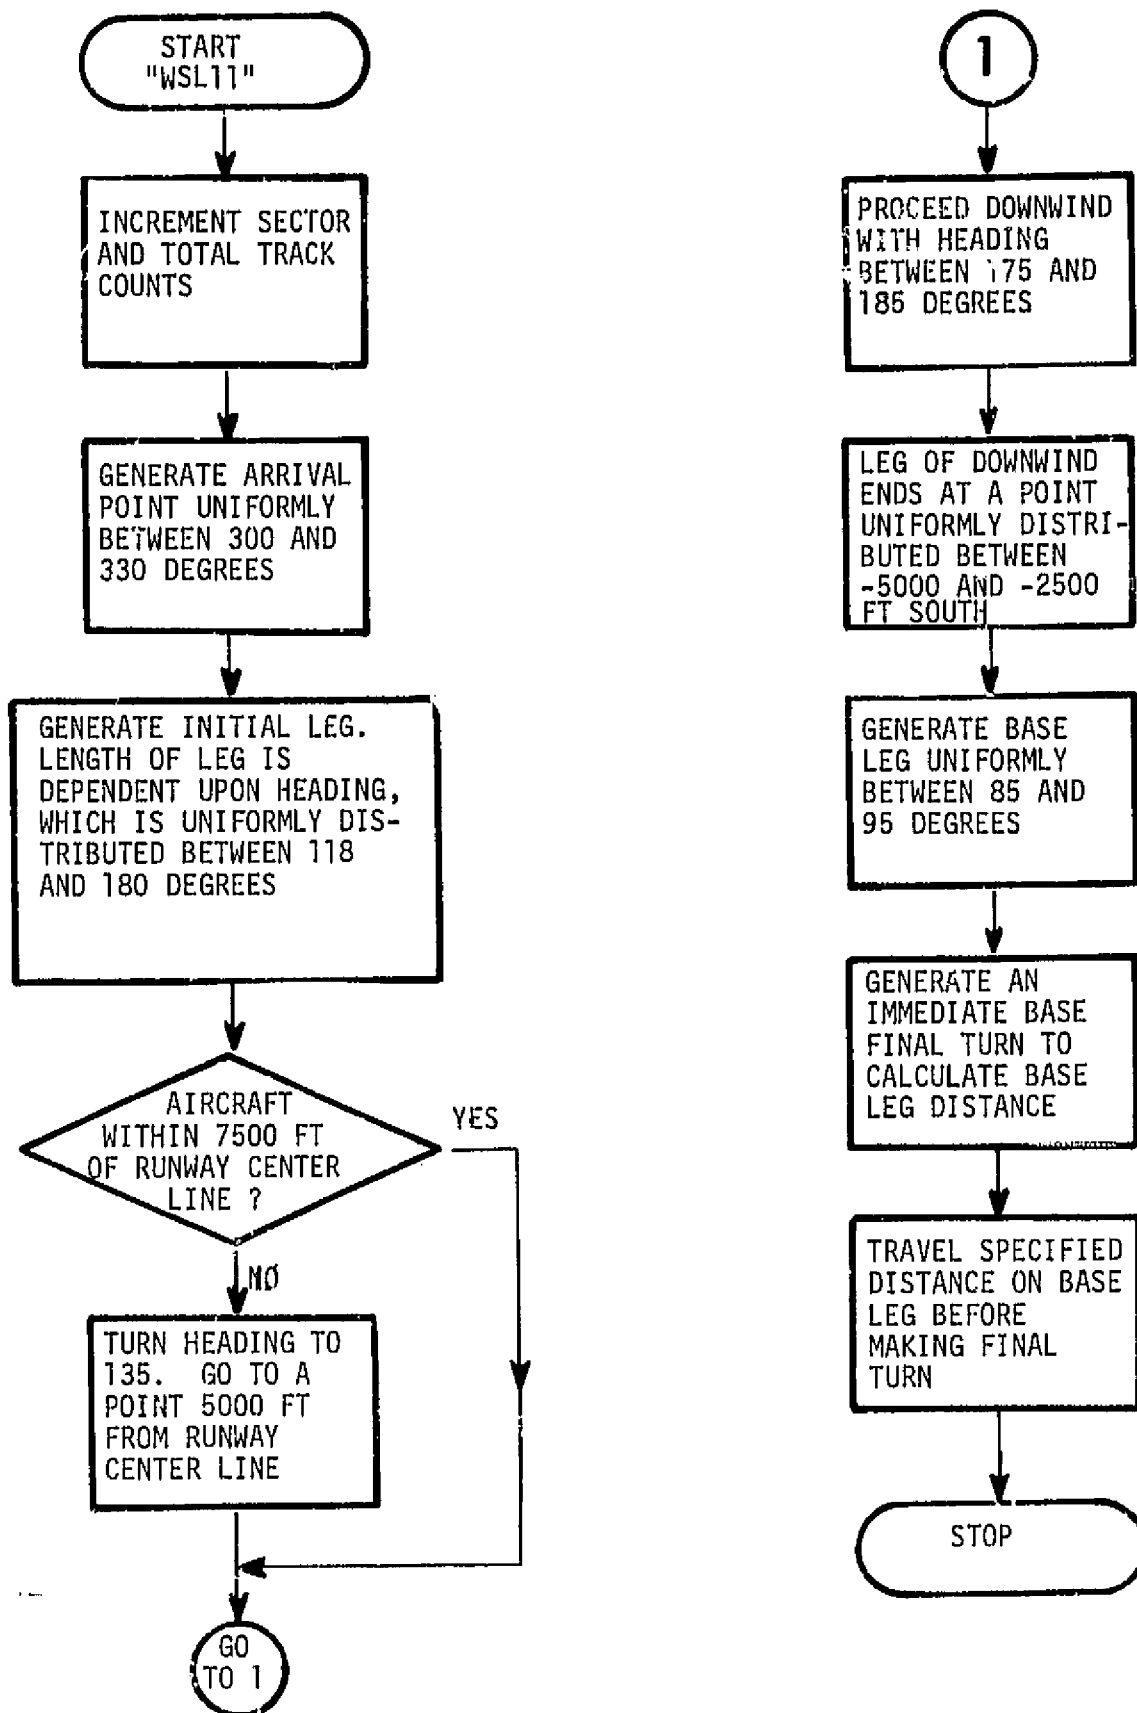 START
"WSL11"
INCREMENT SECTOR
AND TOTAL TRACK
COUNTS
GENERATE ARRIVAL
POINT UNIFORMLY
BETWEEN 300 AND
330 DEGREES
GENERATE INITIAL LEG.
LENGTH OF LEG IS
DEPENDENT UPON HEADING,
WHICH IS UNIFORMLY DIS-
TRIBUTED BETWEEN 118
AND 180 DEGREES
AIRCRAFT
WITHIN 7500 FT
OF RUNWAY CENTER
LINE ?
YES
NØ
TURN HEADING TO
135. GO TO A
POINT 5000 FT
FROM RUNWAY
CENTER LINE
GO
TO 1
1
PROCEED DOWNWIND
WITH HEADING
BETWEEN 175 AND
185 DEGREES
LEG OF DOWNWIND
ENDS AT A POINT
UNIFORMLY DISTRI-
BUTED BETWEEN
-5000 AND -2500
FT SOUTH
GENERATE BASE
LEG UNIFORMLY
BETWEEN 85 AND
95 DEGREES
GENERATE AN
IMMEDIATE BASE
FINAL TURN TO
CALCULATE BASE
LEG DISTANCE
TRAVEL SPECIFIED
DISTANCE ON BASE
LEG BEFORE
MAKING FINAL
TURN
STOP